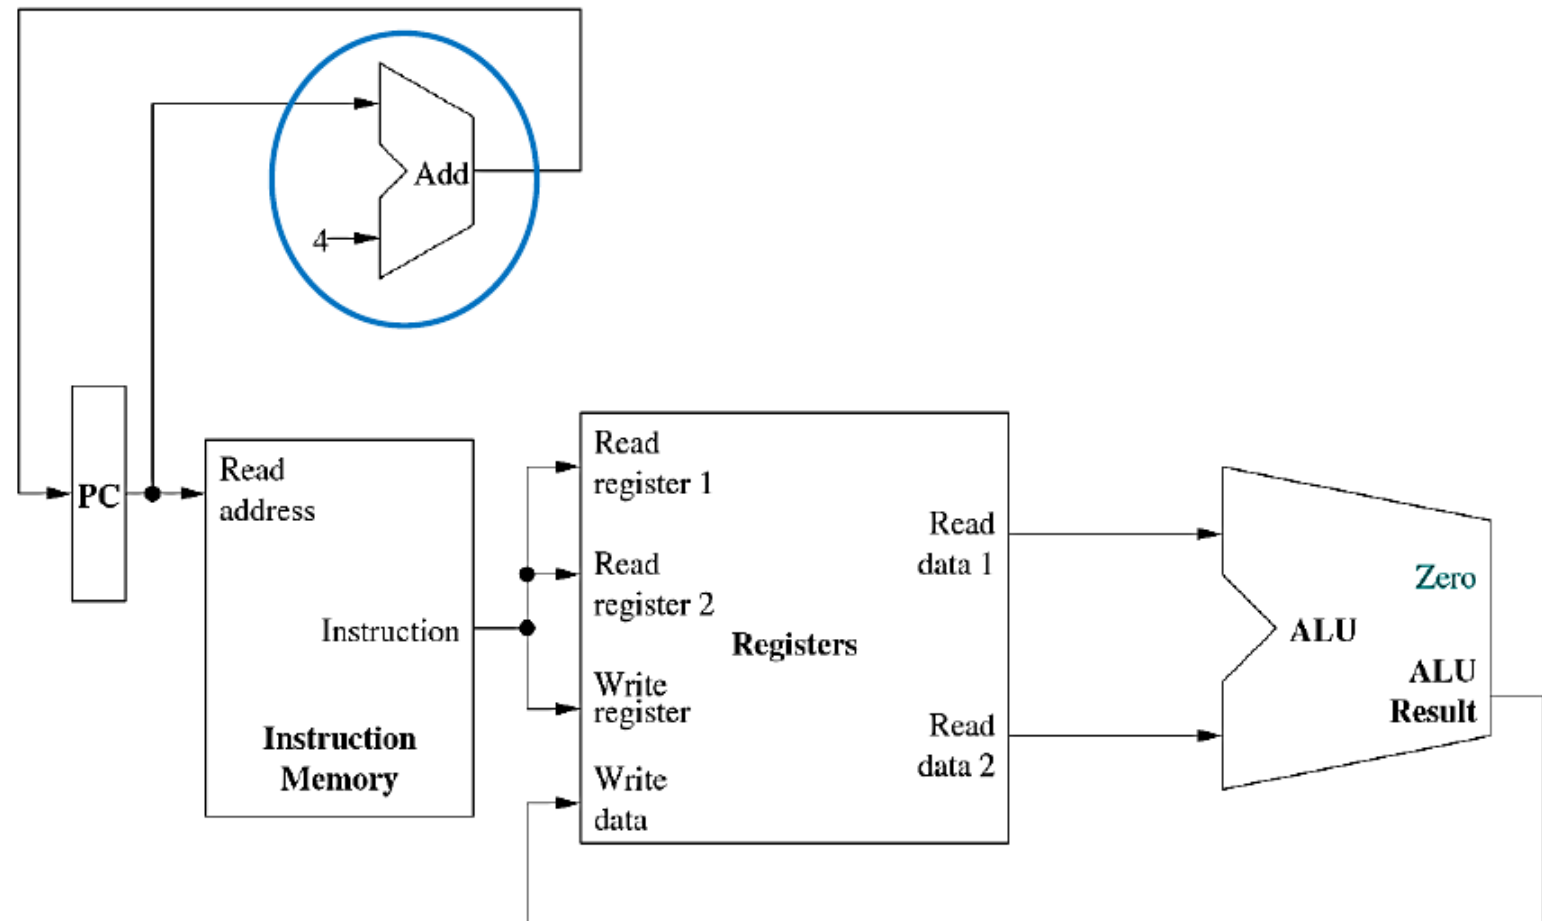 Add
4
PC
Read
address
Instruction
Instruction
Memory
Read
register 1
Read
register 2
Registers
Write
register
Write
data
Read
data 1
Read
data 2
Zero
ALU
ALU
Result